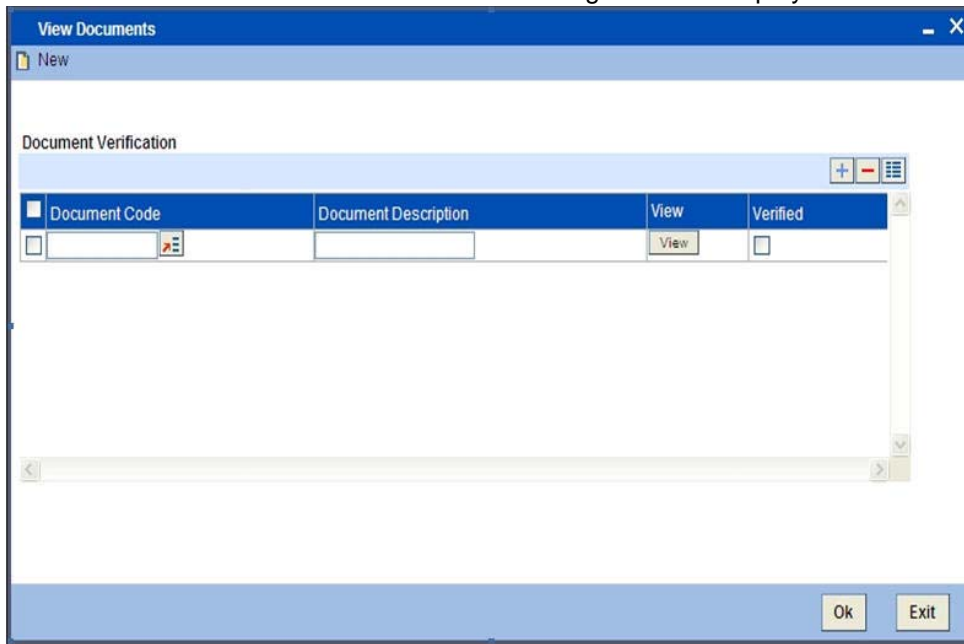 View Documents
New
Document Verification
Document Code Document Description View Verified
View
Ok Exit